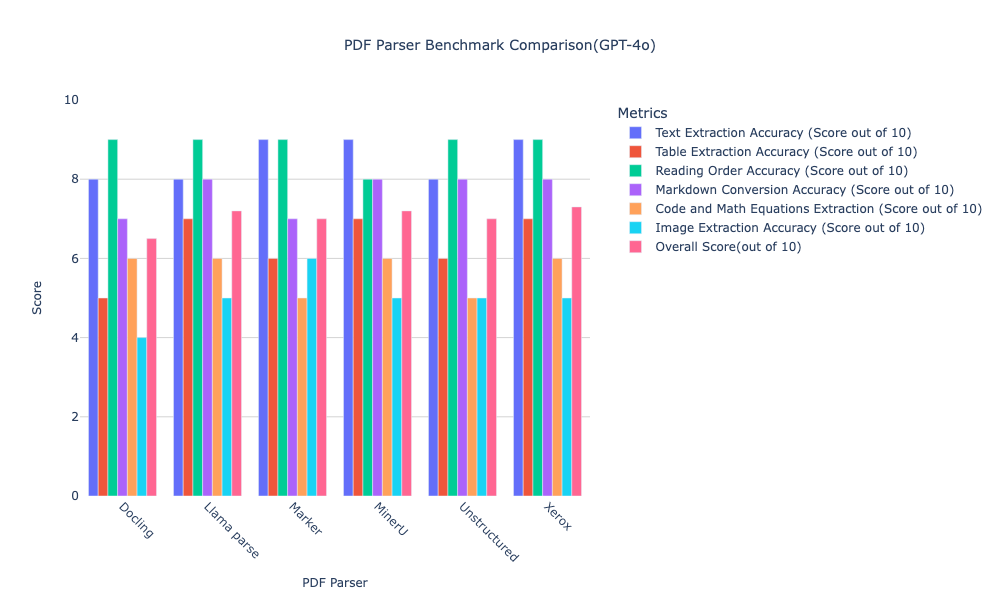 PDF Parser Benchmark Comparison(GPT-4o)
10
8
6
4
2
0
Score
Docling
Llama parse
Marker
MinerU
Unstructured
Xerox
PDF Parser
Metrics
Text Extraction Accuracy (Score out of 10)
Table Extraction Accuracy (Score out of 10)
Reading Order Accuracy (Score out of 10)
Markdown Conversion Accuracy (Score out of 10)
Code and Math Equations Extraction (Score out of 10)
Image Extraction Accuracy (Score out of 10)
Overall Score(out of 10)